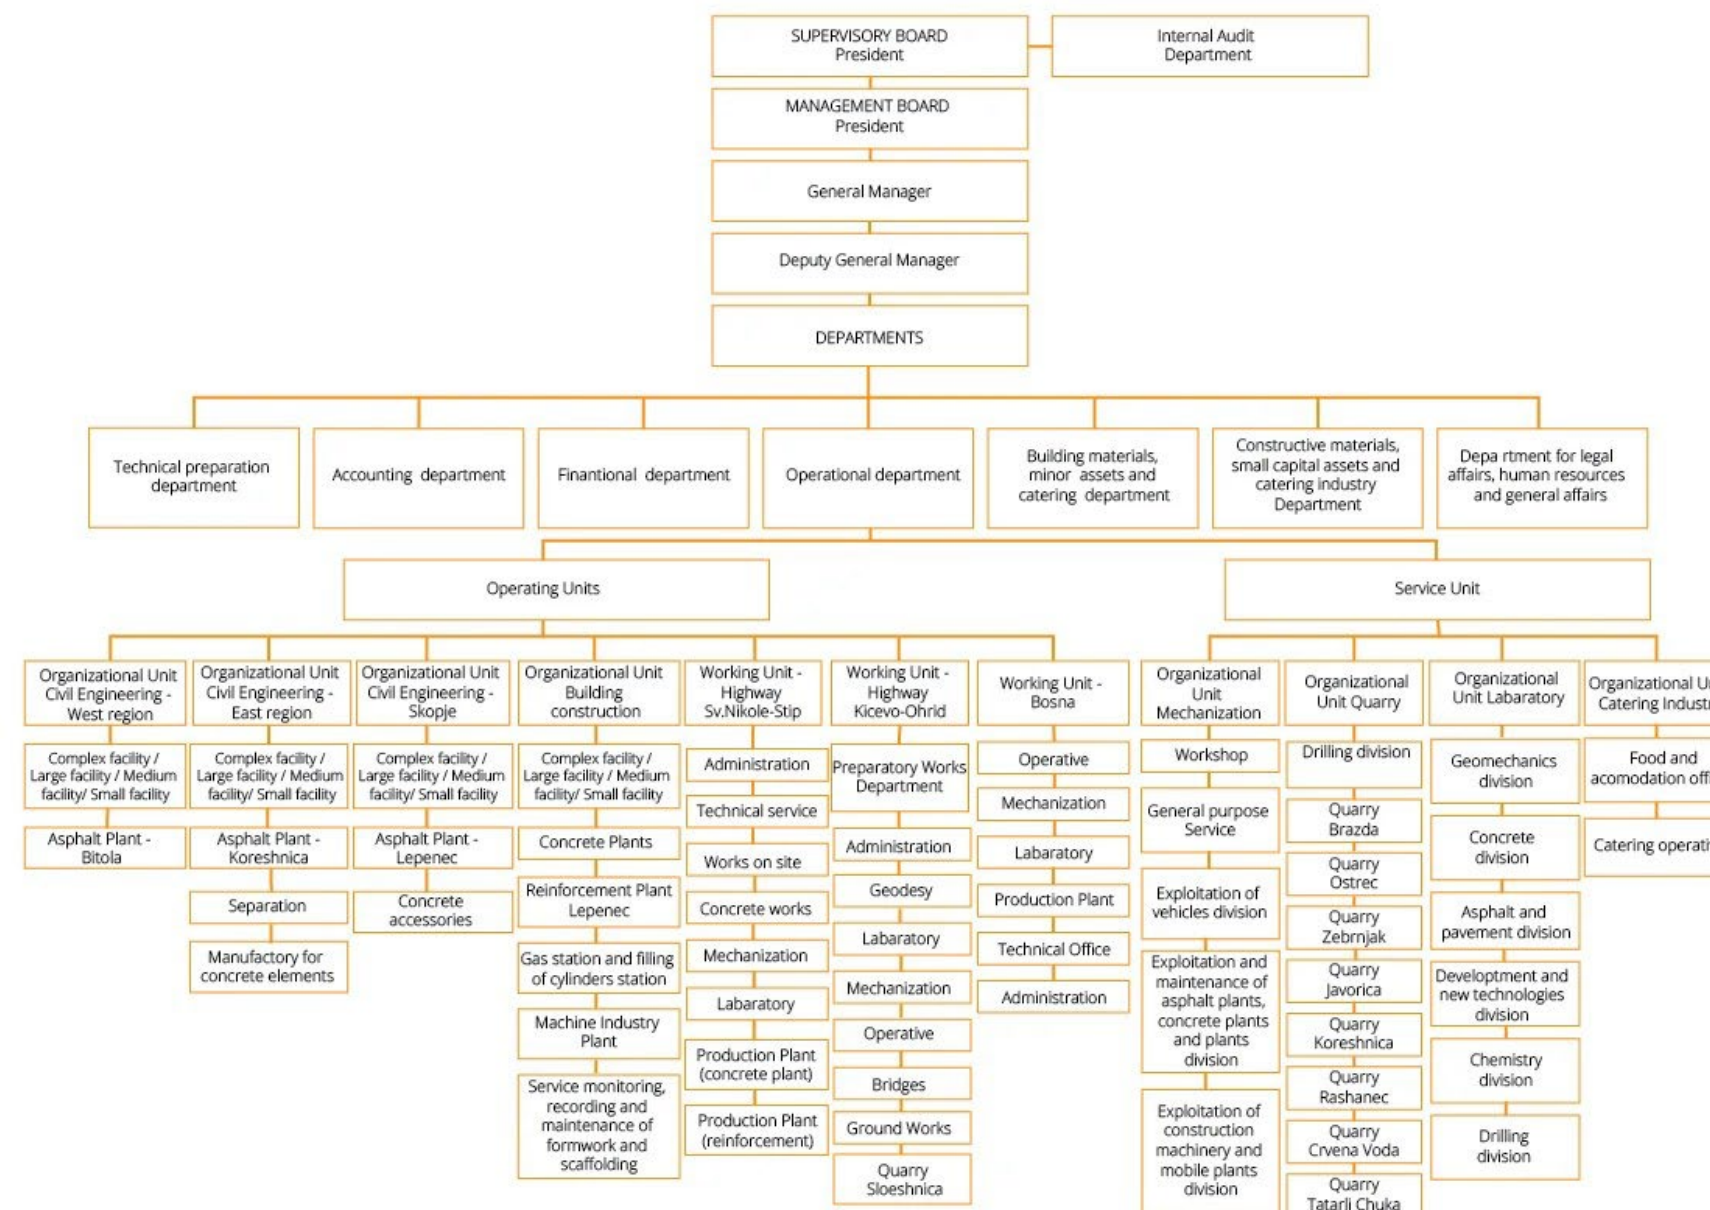 SUPERVISORY BOARD
President
Internal Audit
Department
MANAGEMENT BOARD
President
General Manager
Deputy General Manager
DEPARTMENTS
Technical preparation
department
Accounting department
Finantional department
Operational department
Building materials,
minor assets and
catering department
Constructive materials,
small capital assets and
catering industry
Department
Depa rtment for legal
affairs, human resources
and general affairs
Operating Units
Service Unit
Organizational Unit
Civil Engineering -
West region
Complex facility /
Large facility / Medium
facility/ Small facility
Asphalt Plant -
Bitola
Organizational Unit
Civil Engineering -
East region
Complex facility /
Large facility / Medium
facility/ Small facility
Asphalt Plant -
Koreshnica
Separation
Manufactory for
concrete elements
Organizational Unit
Civil Engineering -
Skopje
Complex facility /
Large facility / Medium
facility/ Small facility
Asphalt Plant -
Lepenec
Concrete
accessories
Organizational Unit
Building
construction
Complex facility /
Large facility / Medium
facility/ Small facility
Concrete Plants
Reinforcement Plant
Lepenec
Gas station and filling
of cylinders station
Machine Industry
Plant
Service monitoring,
recording and
maintenance of
formwork and
scaffolding
Working Unit -
Highway
Sv.Nikole-Stip
Administration
Technical service
Works on site
Concrete works
Mechanization
Labaratory
Production Plant
(concrete plant)
Production Plant
(reinforcement)
Working Unit -
Highway
Kicevo-Ohrid
Preparatory Works
Department
Administration
Geodesy
Labaratory
Mechanization
Operative
Bridges
Ground Works
Quarry
Sloeshnica
Working Unit -
Bosna
Operative
Mechanization
Labaratory
Production Plant
Technical Office
Administration
Organizational
Unit
Mechanization
Workshop
General purpose
Service
Exploitation of
vehicles division
Exploitation and
maintenance of
asphalt plants,
concrete plants
and plants
division
Exploitation of
construction
machinery and
mobile plants
division
Organizational
Unit Quarry
Drilling division
Quarry
Brazda
Quarry
Ostrec
Quarry
Zebrnjak
Quarry
Javorica
Quarry
Koreshnica
Quarry
Rashanec
Quarry
Crvena Voda
Quarry
Tatarli Chuka
Organizational
Unit Labaratory
Geomechanics
division
Concrete
division
Asphalt and
pavement division
Developtment and
new technologies
division
Chemistry
division
Drilling
division
Organizational
Catering
Food and
acomodation
Catering